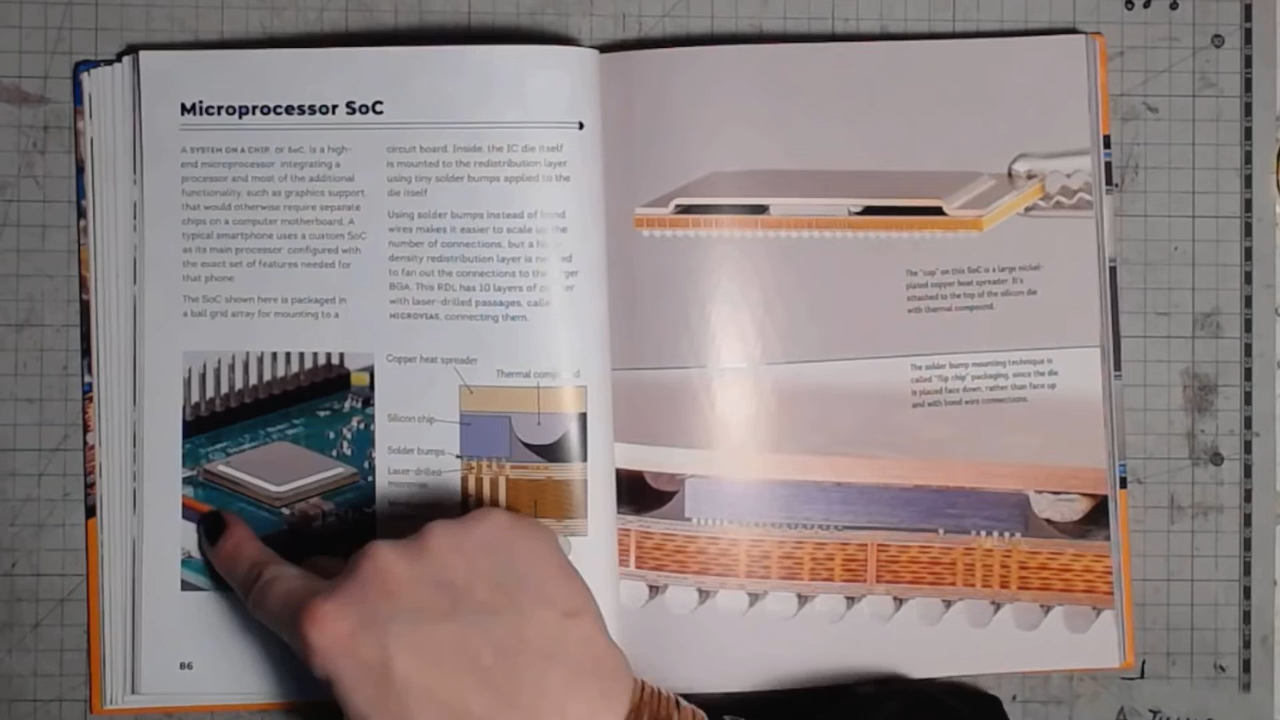 Microprocessor SoC
A SYSTEM ON A CHIP, or SoC, is a high-
end microprocessor integrating a
processor and most of the additional
functionality, such as graphics support,
that would otherwise require separate
chips on a computer motherboard. A
typical smartphone uses a custom SoC
as its main processor configured with
the exact set of features needed for
that phone.
The SoC shown here is packaged in
a ball grid array for mounting to a
circuit board. Inside, the IC die itself
is mounted to the redistribution layer
using tiny solder bumps applied to the
die itself
Using solder bumps instead of bond
wires makes it easier to scale up the
number of connections, but a
density redistribution layer is
to fan out the connections to the
BGA. This RDL has 10 layers of
with laser-drilled passages,
MICROVIAS, connecting them.
Copper heat spreader
Thermal compound
Silicon chip
Solder bumps
Laser-drilled
86
The "cap" on this SoC is a large nickel-
plated copper heat spreader. It's
attached to the top of the silicon die
with thermal compound.
The solder bump mounting technique is
called "flip chip" packaging, since the die
is placed face down, rather than face up
and with bond wire connections.